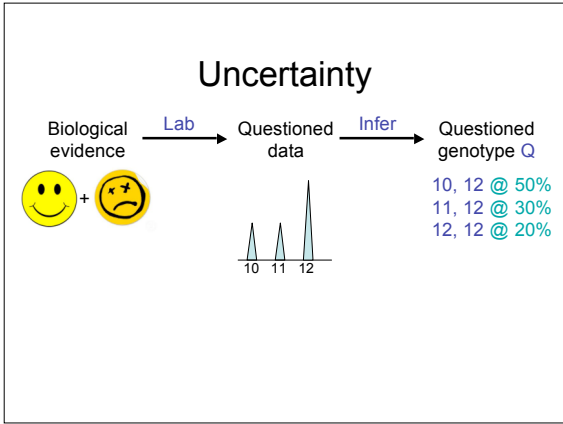 Uncertainty
Biological
evidence
Lab
Questioned
data
Infer
Questioned
genotype Q
+
10, 12 @ 50%
11, 12 @ 30%
12, 12 @ 20%
10 11 12